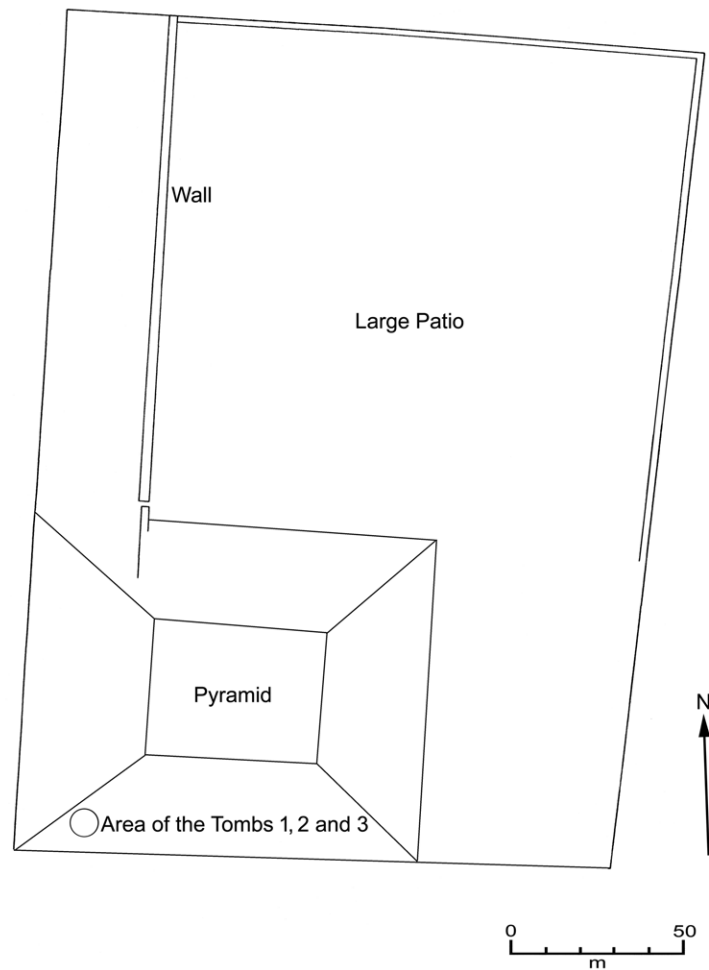 Wall
Large Patio
Pyramid
N
Area of the Tombs 1, 2 and 3
0 50
m